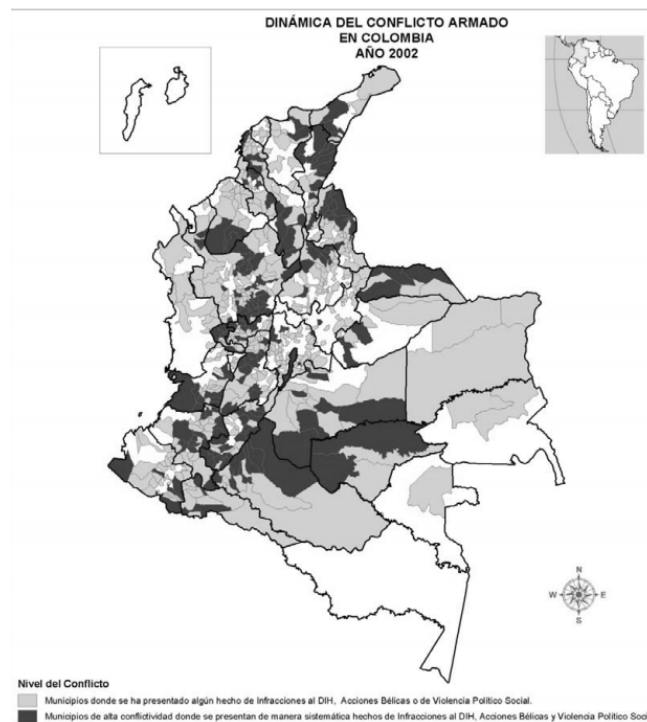 DINÁMICA DEL CONFLICTO ARMADO
EN COLOMBIA
AÑO 2002
N
W E
S
Nivel del Conflicto
Municipios donde se ha presentado algún hecho de Infracciones al DIH, Acciones Bélicas o de Violencia Político Social.
Municipios de alta conflictividad donde se presentan de manera sistemática hechos de Infracciones al DIH, Acciones Bélicas y Violencia Político Soci